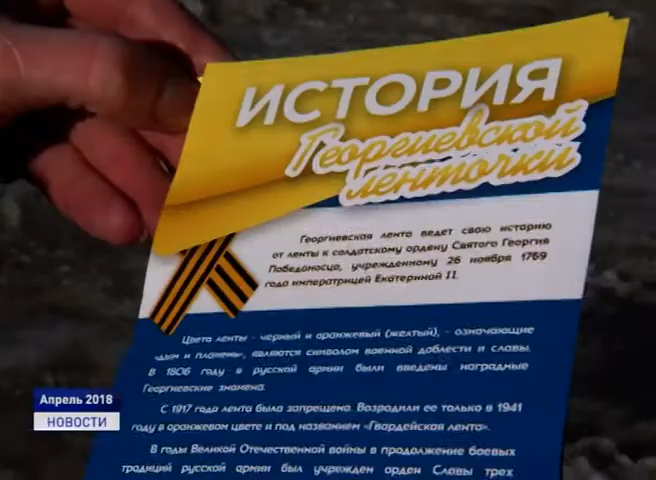 ИСТОРИЯ
Георгиевской
ленточки
Георгиевская лента ведет свою историю
от ленты к солдатскому ордену Святого Георгия
Победоносца, учрежденному 26 ноября 1769
года императрицей Екатериной II.
Цвета ленты - черный и оранжевый (желтый), - означающие
«дым и пламень», являются символом военной доблести и славы.
В 1806 году в русской армии были введены наградные
Георгиевские знамена.
С 1917 года лента была запрещена. Возродили ее только в 1941
году в оранжевом цвете и под названием «Гвардейская лента».
В годы Великой Отечественной войны в продолжение боевых
традиций русской армии был учрежден орден Славы трех
Апрель 2018
НОВОСТИ